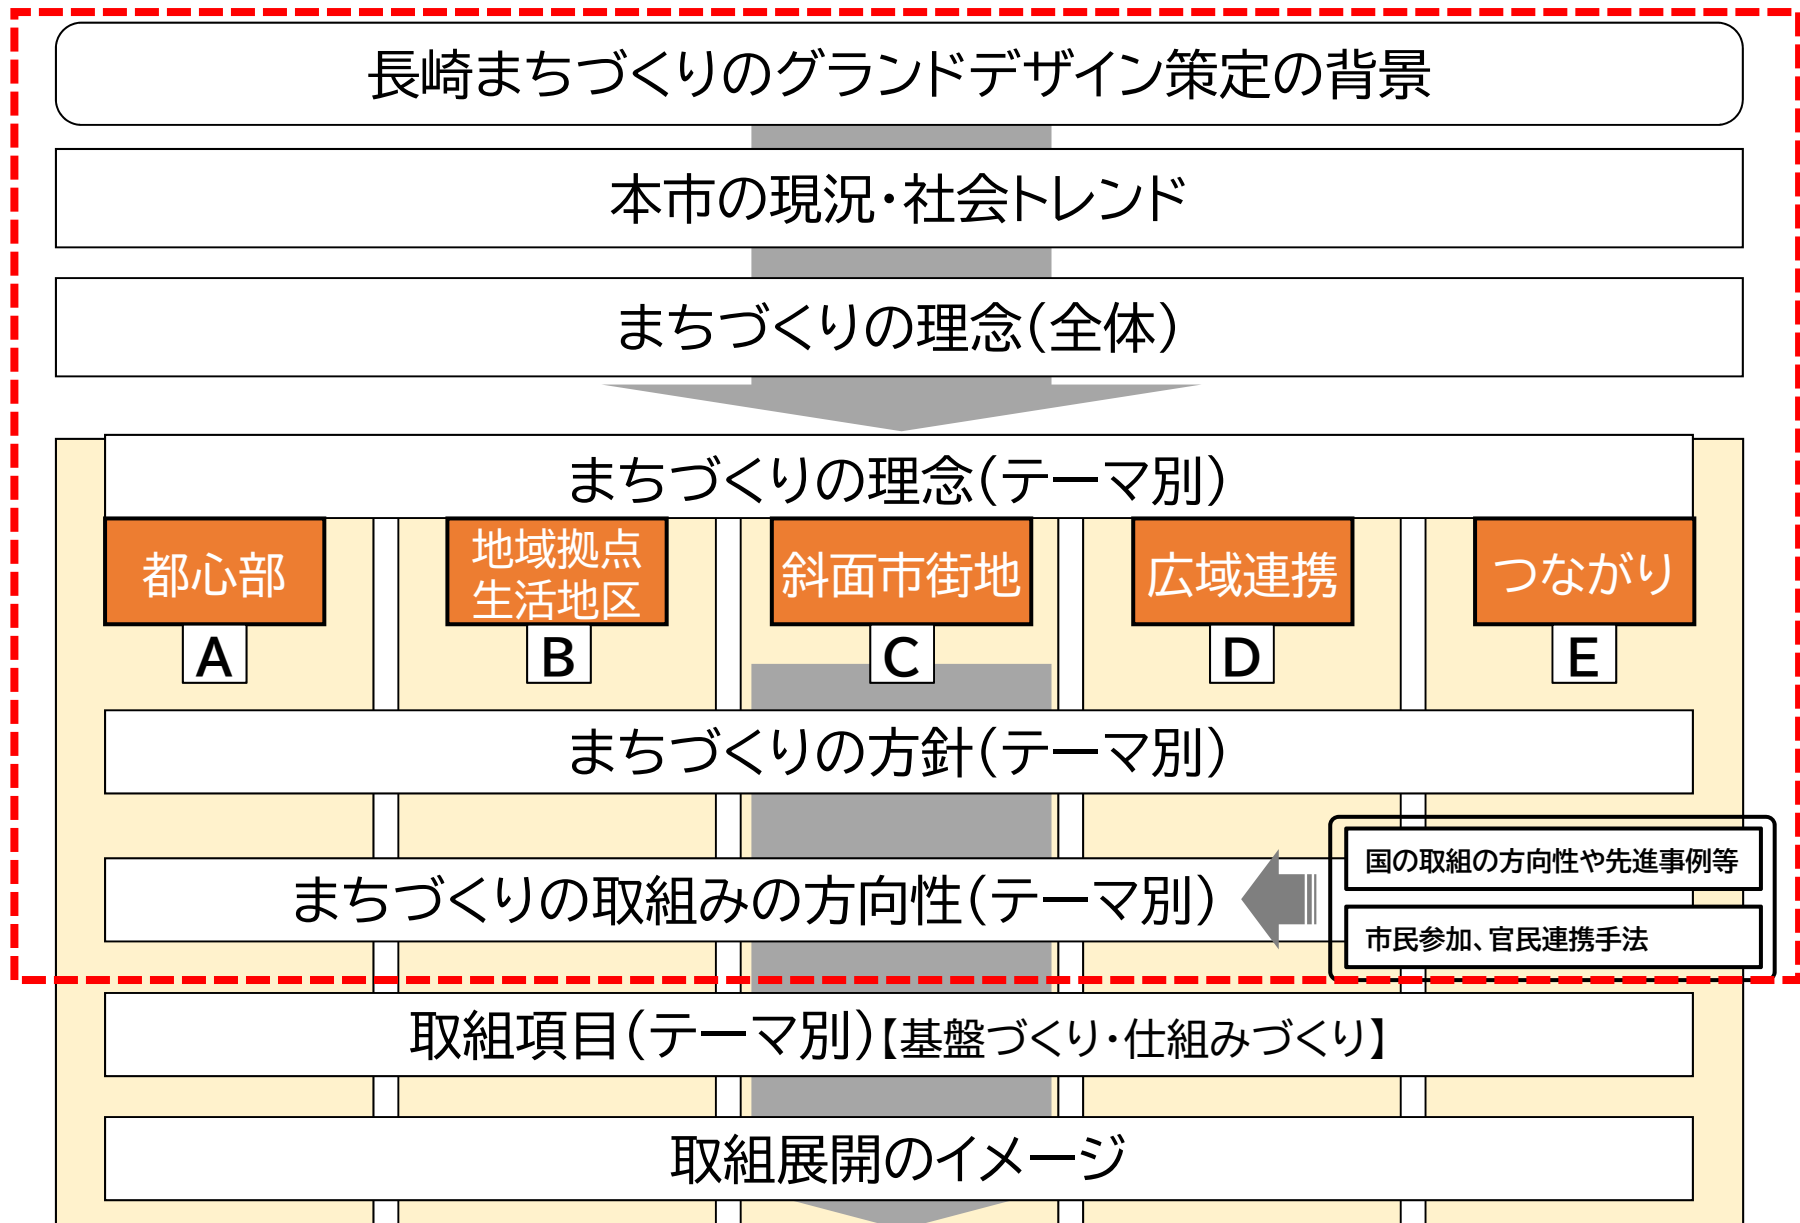 長崎まちづくりのグランドデザイン策定の背景
本市の現況・社会トレンド
まちづくりの理念(全体)
まちづくりの理念(テーマ別)
都心部
A
地域拠点
生活地区
B
斜面市街地
C
広域連携
D
つながり
E
まちづくりの方針(テーマ別)
まちづくりの取組みの方向性(テーマ別)
国の取組の方向性や先進事例等
市民参加、官民連携手法
取組項目(テーマ別)【基盤づくり・仕組みづくり】
取組展開のイメージ